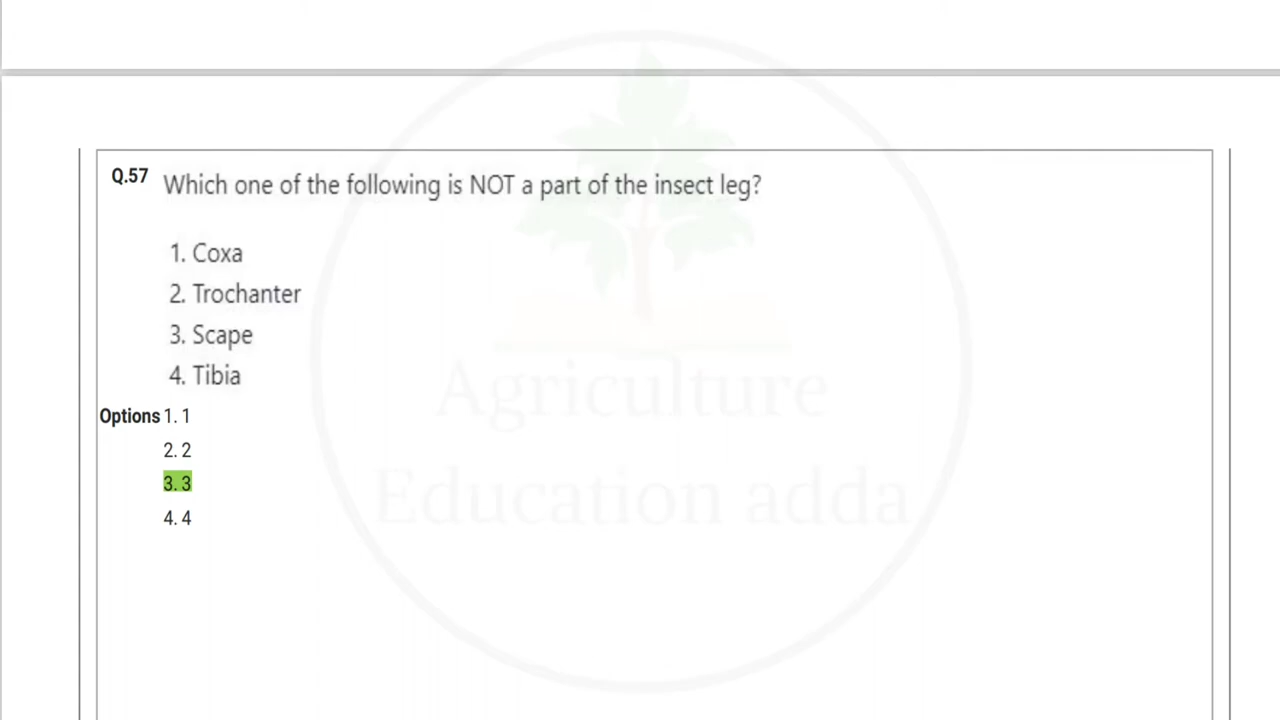 Q.57 Which one of the following is NOT a part of the insect leg?
1. Coxa
2. Trochanter
3. Scape
4. Tibia
Options 1. 1
2. 2
3. 3
4. 4
Agriculture
Education adda